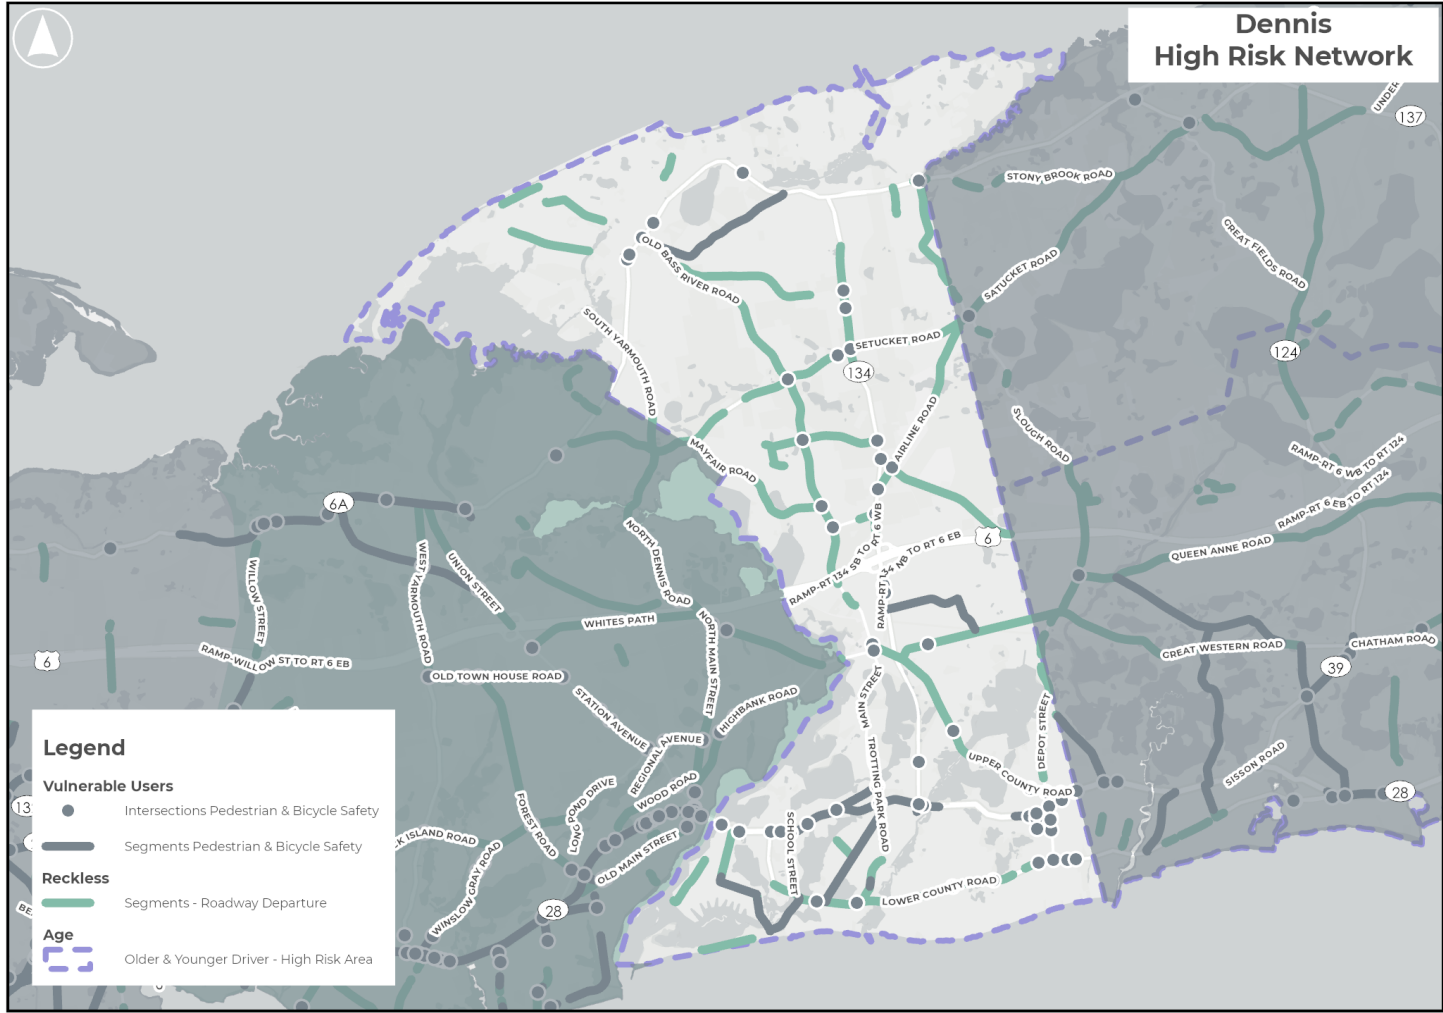 Dennis
High Risk Network
UNDER
137
STONY BROOK ROAD
GREAT FIELDS ROAD
SATUCKET ROAD
OLD BASS RIVER ROAD
SOUTH YARMOUTH ROAD
SETUCKET ROAD
134
124
AIRLINE ROAD
SLOUGH ROAD
MAYFAIR ROAD
RAMP-RT 6 WB TO RT 124
RAMP-RT 6 EB TO RT 124
6A
QUEEN ANNE ROAD
6
RAMP-RT 134 SB TO RT 6 WB
RAMP-RT 134 NB TO RT 6 EB
NORTH DENNIS ROAD
WEST YARMOUTH ROAD
UNION STREET
WILLOW STREET
WHITES PATH
NORTH MAIN STREET
RAMP-WILLOW ST TO RT 6 EB
6
OLD TOWN HOUSE ROAD
GREAT WESTERN ROAD
CHATHAM ROAD
39
STATION AVENUE
HIGHBANK ROAD
REGIONAL AVENUE
MAIN STREET
TROTTING PARK ROAD
DEPOT STREET
UPPER COUNTY ROAD
SISSON ROAD
28
WOOD ROAD
LONG POND DRIVE
FOREST ROAD
OLD MAIN STREET
SCHOOL STREET
LOWER COUNTY ROAD
K ISLAND ROAD
WINSLOW GRAY ROAD
28
13
BE
Legend
Vulnerable Users
Intersections Pedestrian & Bicycle Safety
Segments Pedestrian & Bicycle Safety
Reckless
Segments - Roadway Departure
Age
Older & Younger Driver - High Risk Area